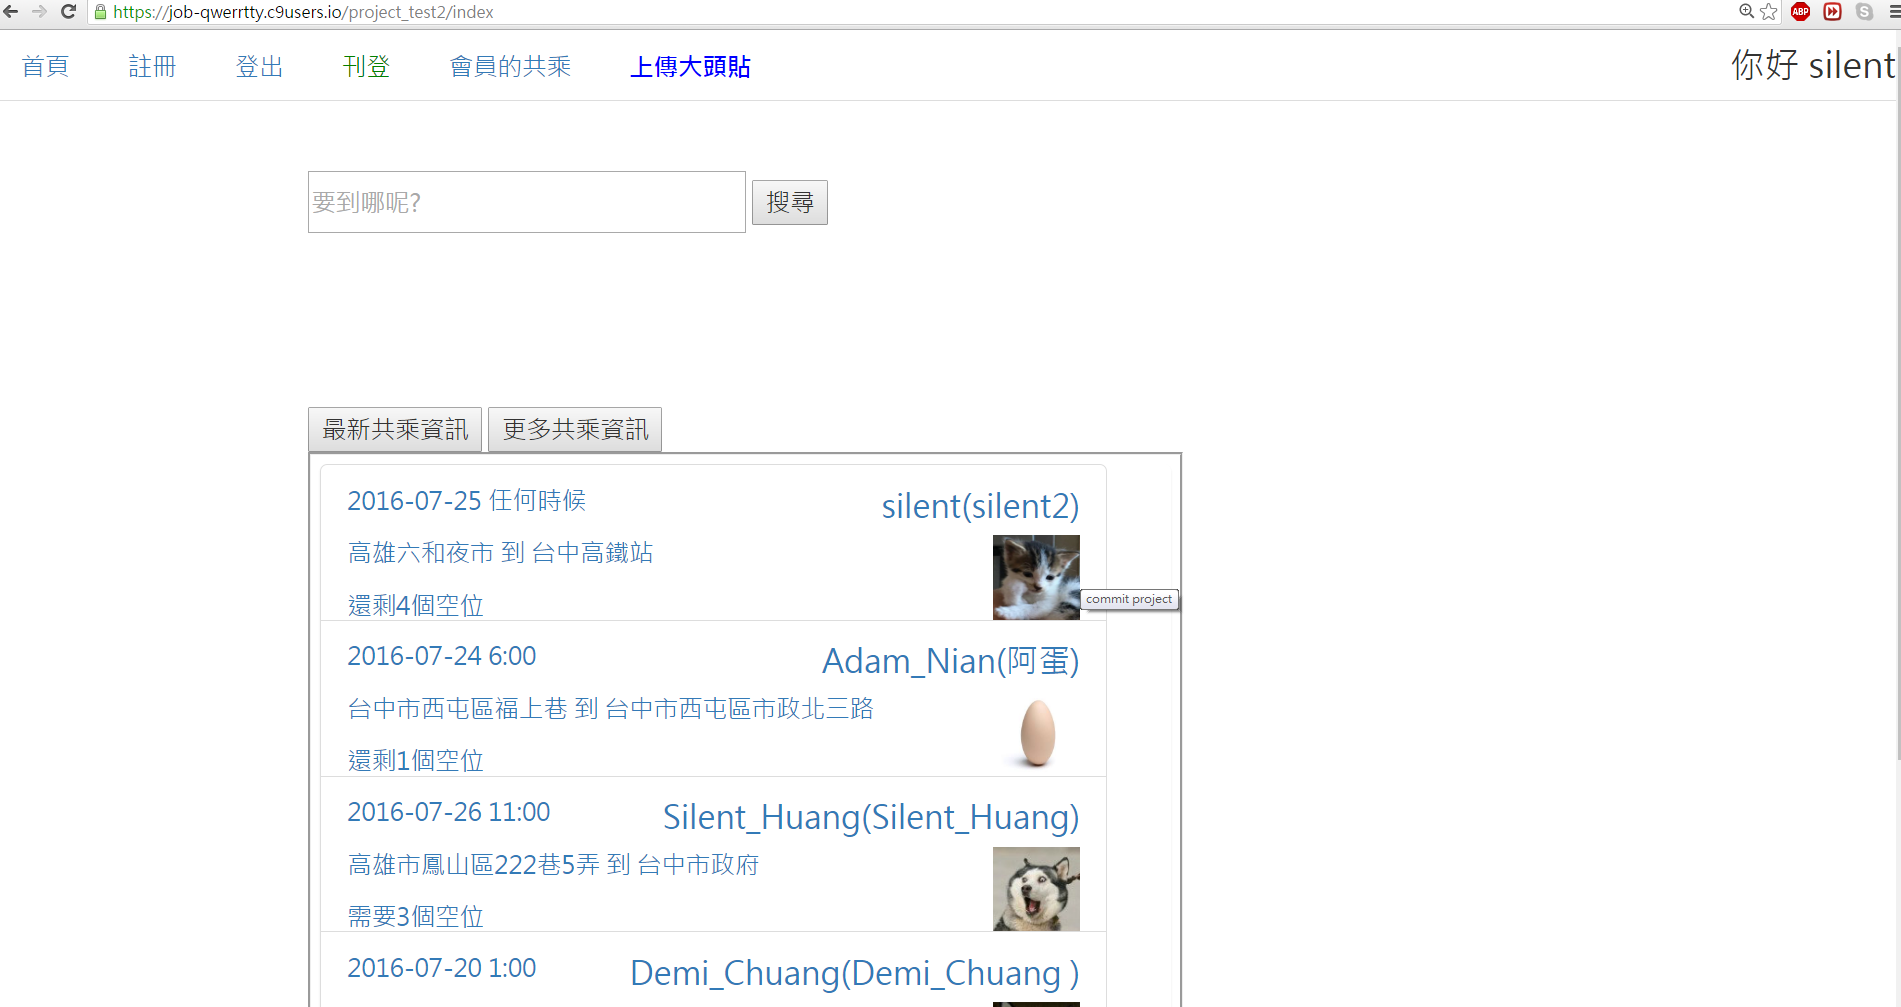 https://job-qwerrtty.c9users.io/project_test2/index
ABP
S
首頁 註冊 登出 刊登 會員的共乘 上傳大頭貼 你好 silent
要到哪呢? 搜尋
最新共乘資訊 更多共乘資訊
2016-07-25 任何時候 silent(silent2)
高雄六和夜市 到 台中高鐵站
commit project
還剩4個空位
2016-07-24 6:00 Adam_Nian(阿蛋)
台中市西屯區福上巷 到 台中市西屯區市政北三路
還剩1個空位
2016-07-26 11:00 Silent_Huang(Silent_Huang)
高雄市鳳山區222巷5弄 到 台中市政府
需要3個空位
2016-07-20 1:00 Demi_Chuang(Demi_Chuang )